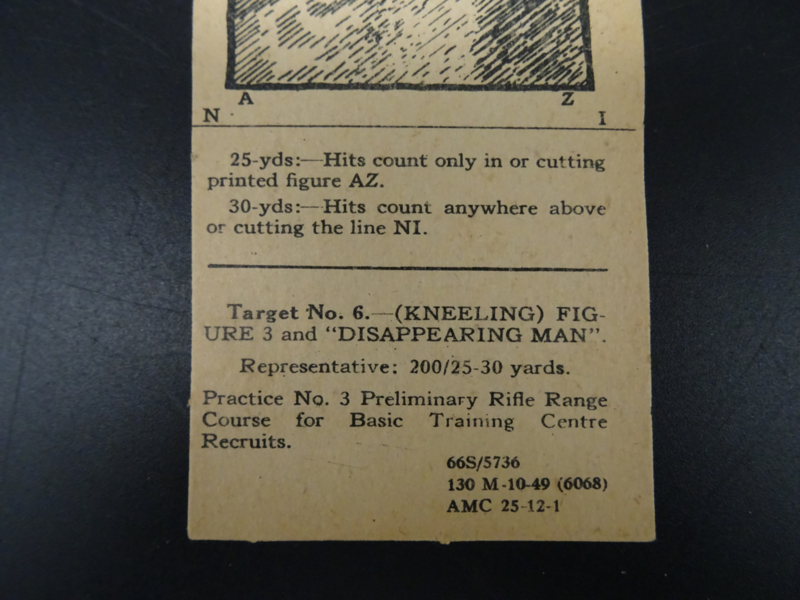 A Z
N I
25-yds:—Hits count only in or cutting
printed figure AZ.
30-yds:—Hits count anywhere above
or cutting the line NI.
Target No. 6.—(KNEELING) FIG-
URE 3 and "DISAPPEARING MAN".
Representative: 200/25-30 yards.
Practice No. 3 Preliminary Rifle Range
Course for Basic Training Centre
Recruits.
66S/5736
130 M-10-49 (6068)
AMC 25-12-1